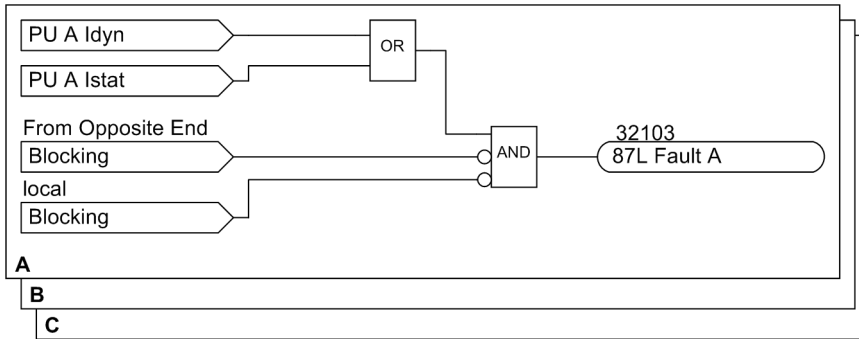 PU A Idyn
OR
PU A Istat
From Opposite End
Blocking
AND
32103
87L Fault A
local
Blocking
A
B
C